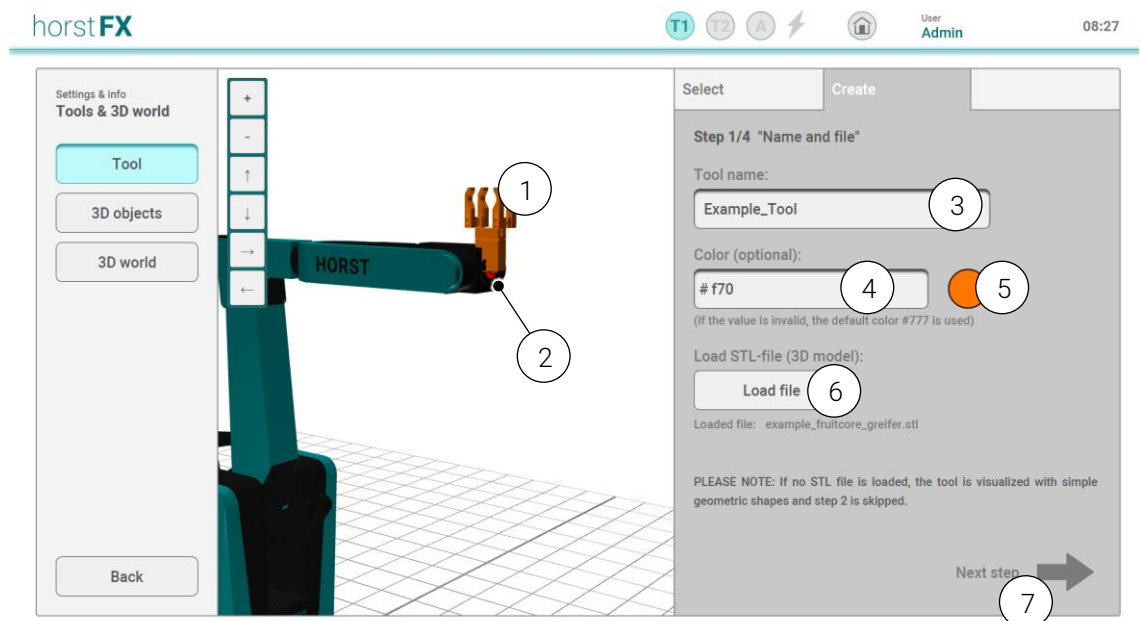 horstFX
T1 T2 A
User
Admin
08:27
Settings & info
Tools & 3D world
Tool
3D objects
3D world
Back
+
-
↑
↓
→
←
HORST
1
2
Select
Create
Step 1/4 "Name and file"
Tool name:
Example_Tool
3
Color (optional):
# f70
4
5
(if the value is invalid, the default color #777 is used)
Load STL-file (3D model):
Load file
6
Loaded file: example_fruitcore_greifer.stl
PLEASE NOTE: If no STL file is loaded, the tool is visualized with simple
geometric shapes and step 2 is skipped.
Next step
7